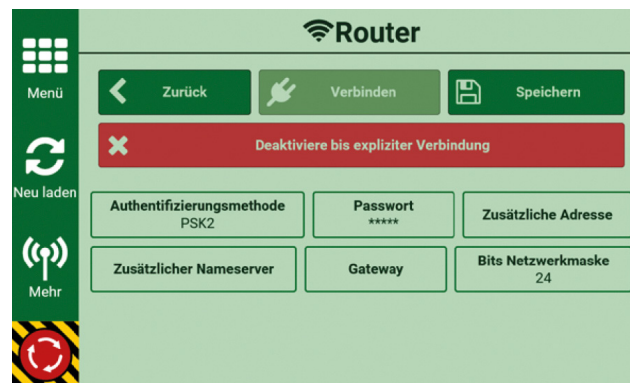 Router
Menü
Zurück
Verbinden
Speichern
Deaktiviere bis expliziter Verbindung
Neu laden
Authentifizierungsmethode
PSK2
Passwort
*****
Zusätzliche Adresse
Zusätzlicher Nameserver
Gateway
Bits Netzwerkmaske
24
Mehr